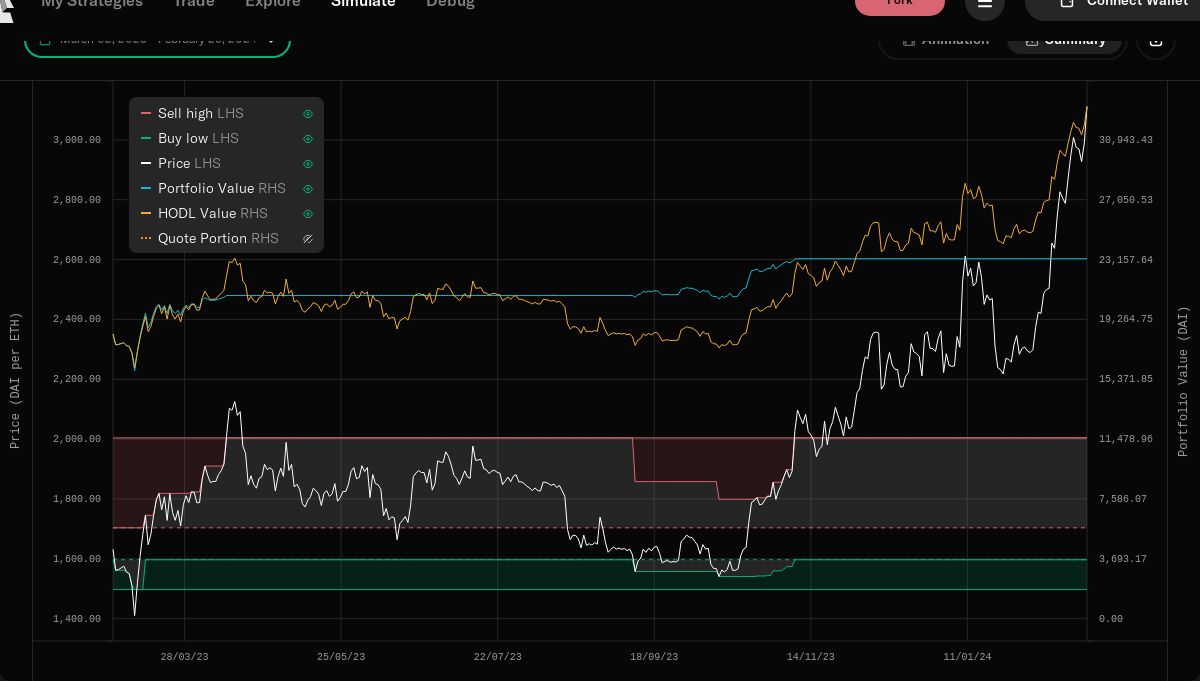 My Strategies Trade Explore Simulate Debug Fork Connect Wallet
Animation Summary
Sell high LHS
Buy low LHS
Price LHS
Portfolio Value RHS
HODL Value RHS
Quote Portion RHS
3,000.00
2,800.00
2,600.00
2,400.00
2,200.00
2,000.00
1,800.00
1,600.00
1,400.00
Price (DAI per ETH)
30,943.43
27,050.53
23,157.64
19,264.75
15,371.85
11,478.96
7,586.07
3,693.17
0.00
Portfolio Value (DAI)
28/03/23 25/05/23 22/07/23 18/09/23 14/11/23 11/01/24